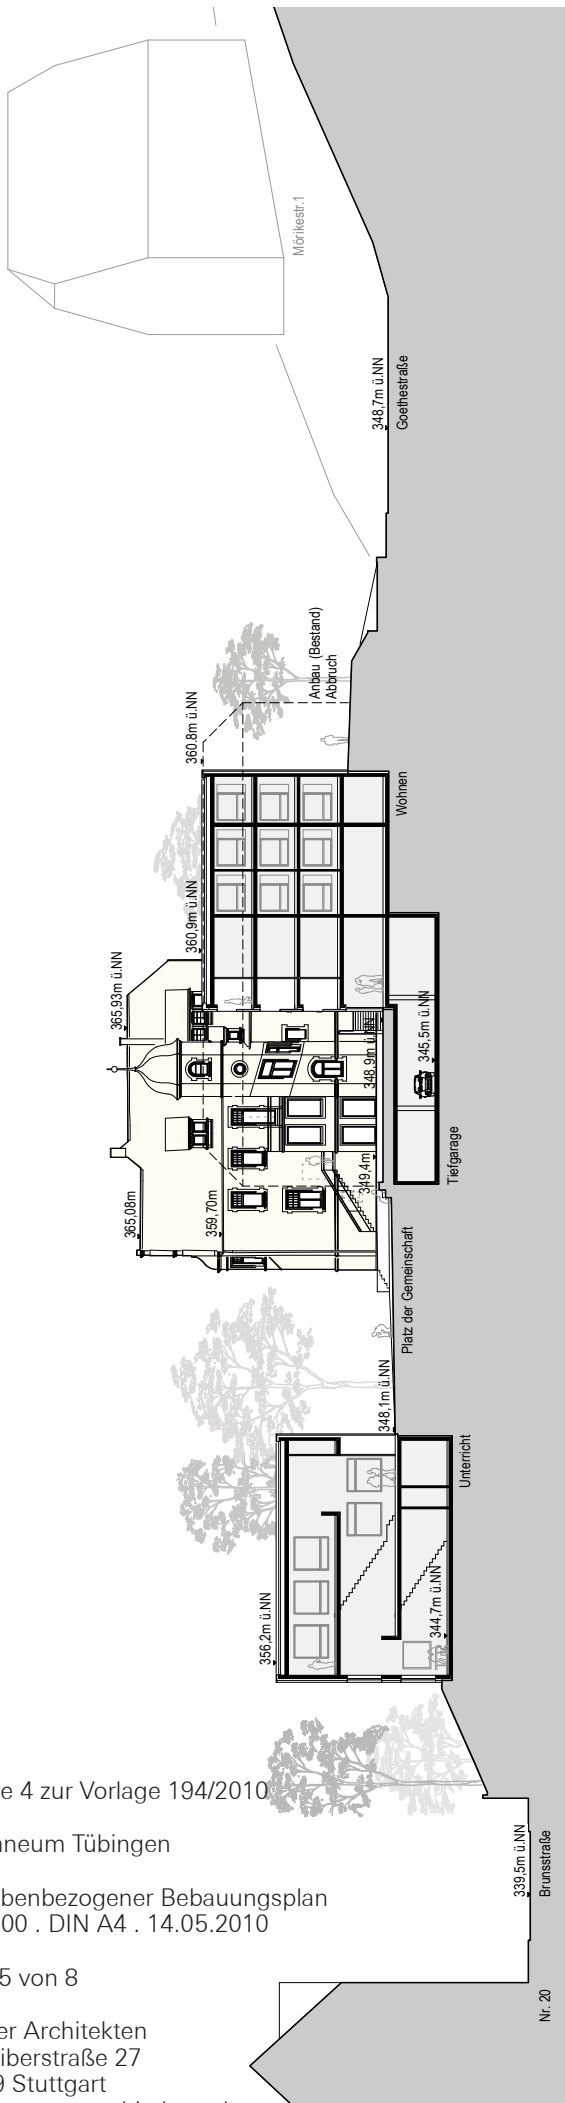 Mörikestr.1
348,7m ü.NN
Goethestraße
Anbau (Bestand)
Abbruch
360.8m ü.NN
Wohnen
360,9m ü.NN
365,93m ü.NN
348,9m ü.NN
345,5m ü.NN
Tiefgarage
349,4m
359,70m
365,08m
Platz der Gemeinschaft
348,1m ü.NN
Unterricht
356,2m ü.NN
344,7m ü.NN
339,5m ü.NN
Brunsstraße
Nr. 20
e 4 zur Vorlage 194/2010
nneum Tübingen
benbezogener Bebauungsplan
00 . DIN A4 . 14.05.2010
5 von 8
er Architekten
iberstraße 27
9 Stuttgart